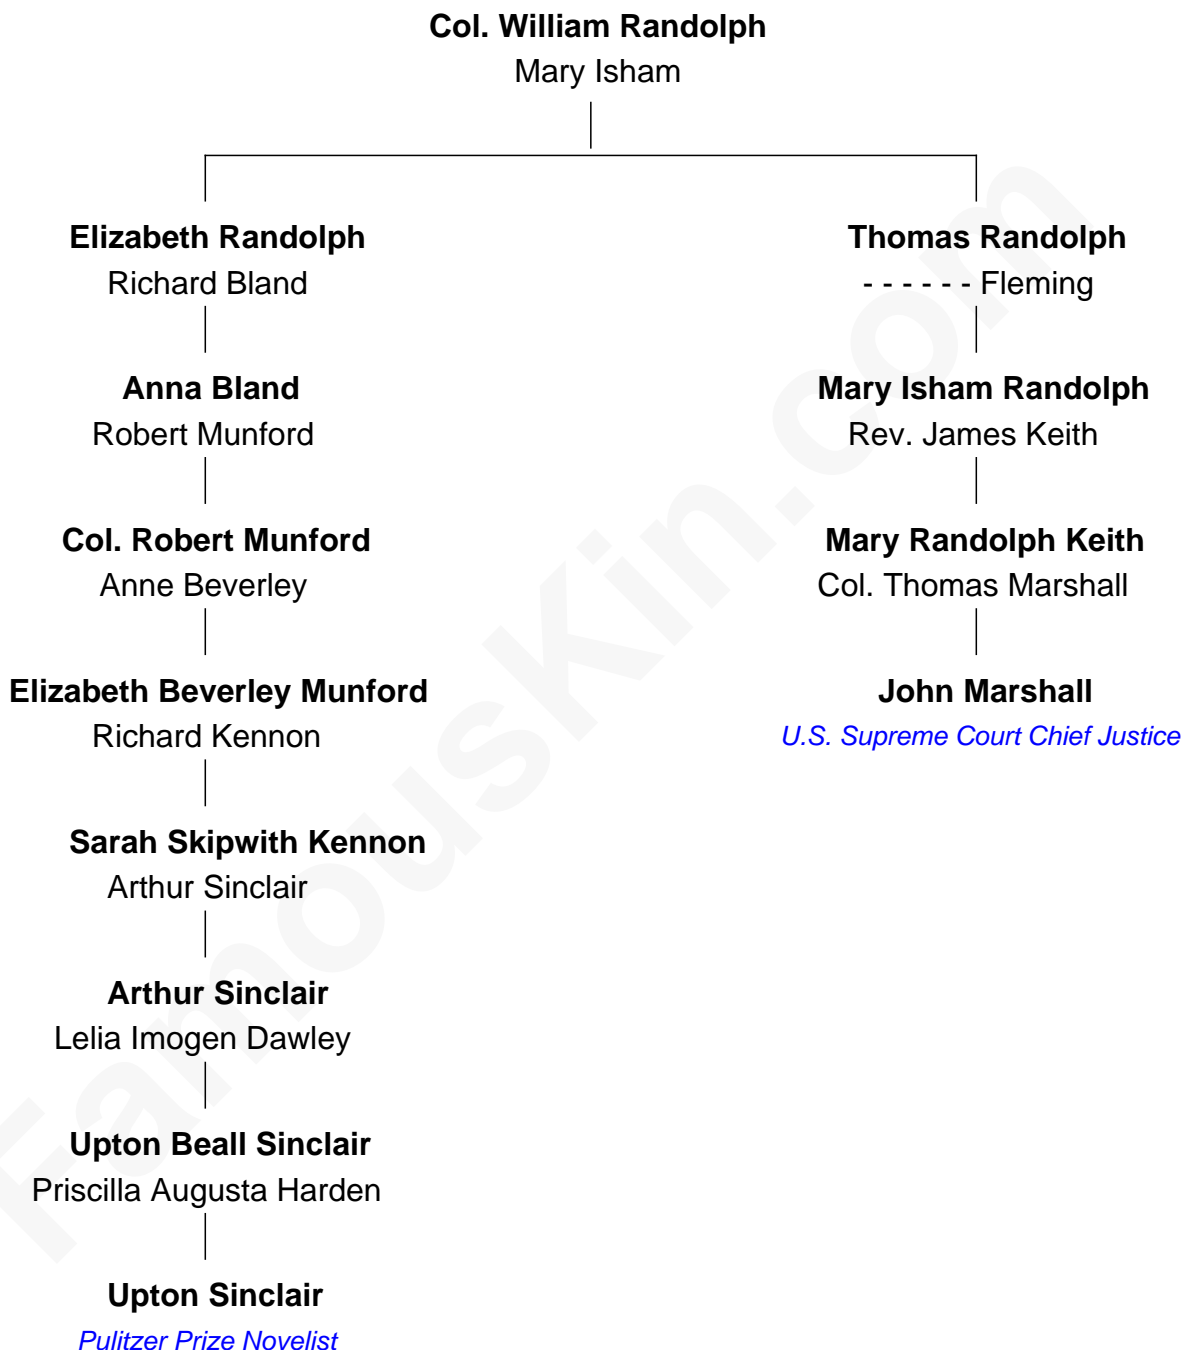 Col. William Randolph
Mary Isham
Elizabeth Randolph
Richard Bland
Thomas Randolph
- - - - - - Fleming
Anna Bland
Robert Munford
Mary Isham Randolph
Rev. James Keith
Col. Robert Munford
Anne Beverley
Mary Randolph Keith
Col. Thomas Marshall
Elizabeth Beverley Munford
Richard Kennon
John Marshall
U.S. Supreme Court Chief Justice
Sarah Skipwith Kennon
Arthur Sinclair
Arthur Sinclair
Lelia Imogen Dawley
Upton Beall Sinclair
Priscilla Augusta Harden
Upton Sinclair
Pulitzer Prize Novelist
FamousKin.com